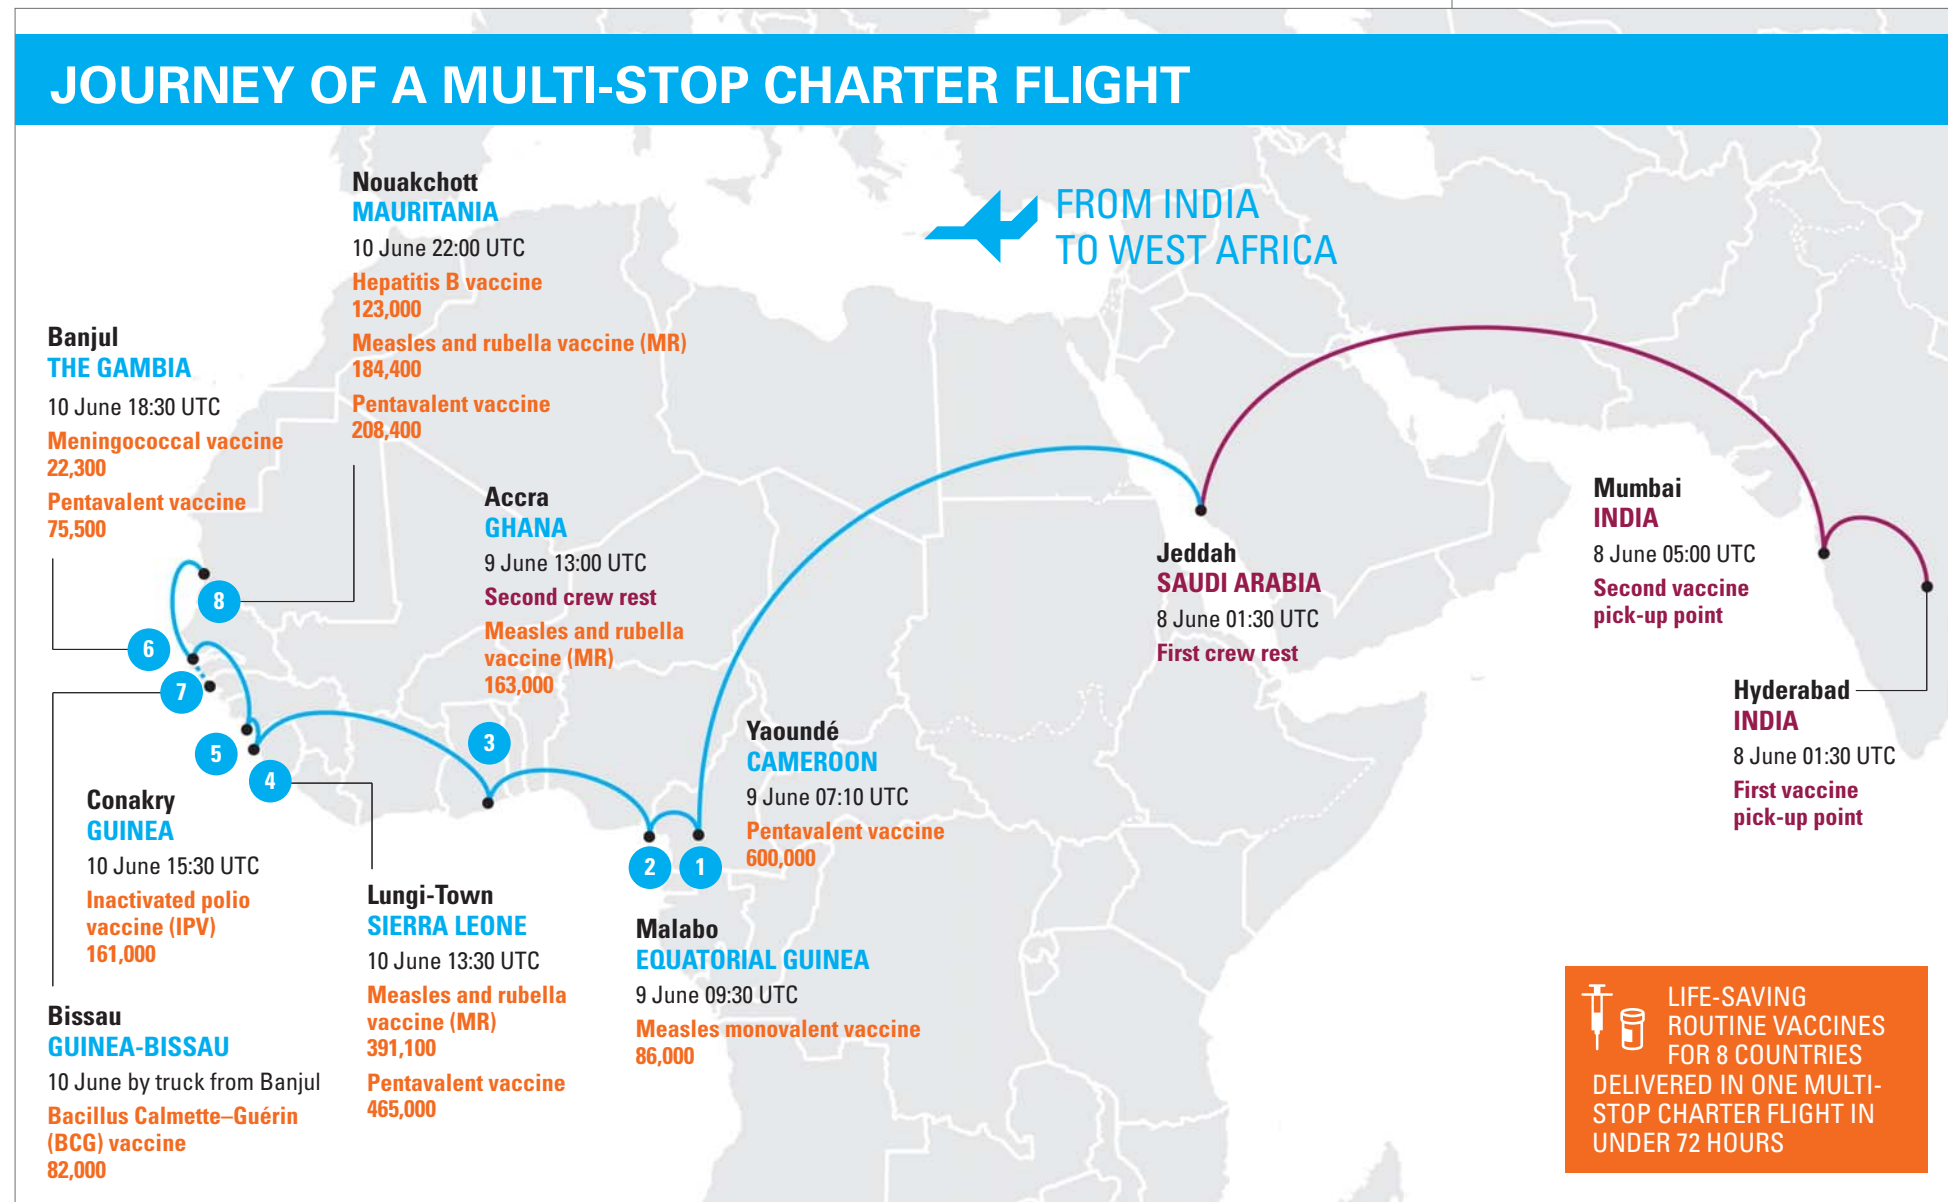 JOURNEY OF A MULTI-STOP CHARTER FLIGHT
FROM INDIA
TO WEST AFRICA
Nouakchott
MAURITANIA
10 June 22:00 UTC
Hepatitis B vaccine
123,000
Measles and rubella vaccine (MR)
184,400
Pentavalent vaccine
208,400
Banjul
THE GAMBIA
10 June 18:30 UTC
Meningococcal vaccine
22,300
Pentavalent vaccine
75,500
Accra
GHANA
9 June 13:00 UTC
Second crew rest
Measles and rubella
vaccine (MR)
163,000
Jeddah
SAUDI ARABIA
8 June 01:30 UTC
First crew rest
Mumbai
INDIA
8 June 05:00 UTC
Second vaccine
pick-up point
Hyderabad
INDIA
8 June 01:30 UTC
First vaccine
pick-up point
8
6
7
5
4
3
2
1
Yaoundé
CAMEROON
9 June 07:10 UTC
Pentavalent vaccine
600,000
Conakry
GUINEA
10 June 15:30 UTC
Inactivated polio
vaccine (IPV)
161,000
Lungi-Town
SIERRA LEONE
10 June 13:30 UTC
Measles and rubella
vaccine (MR)
391,100
Pentavalent vaccine
465,000
Malabo
EQUATORIAL GUINEA
9 June 09:30 UTC
Measles monovalent vaccine
86,000
Bissau
GUINEA-BISSAU
10 June by truck from Banjul
Bacillus Calmette–Guérin
(BCG) vaccine
82,000
LIFE-SAVING
ROUTINE VACCINES
FOR 8 COUNTRIES
DELIVERED IN ONE MULTI-
STOP CHARTER FLIGHT IN
UNDER 72 HOURS